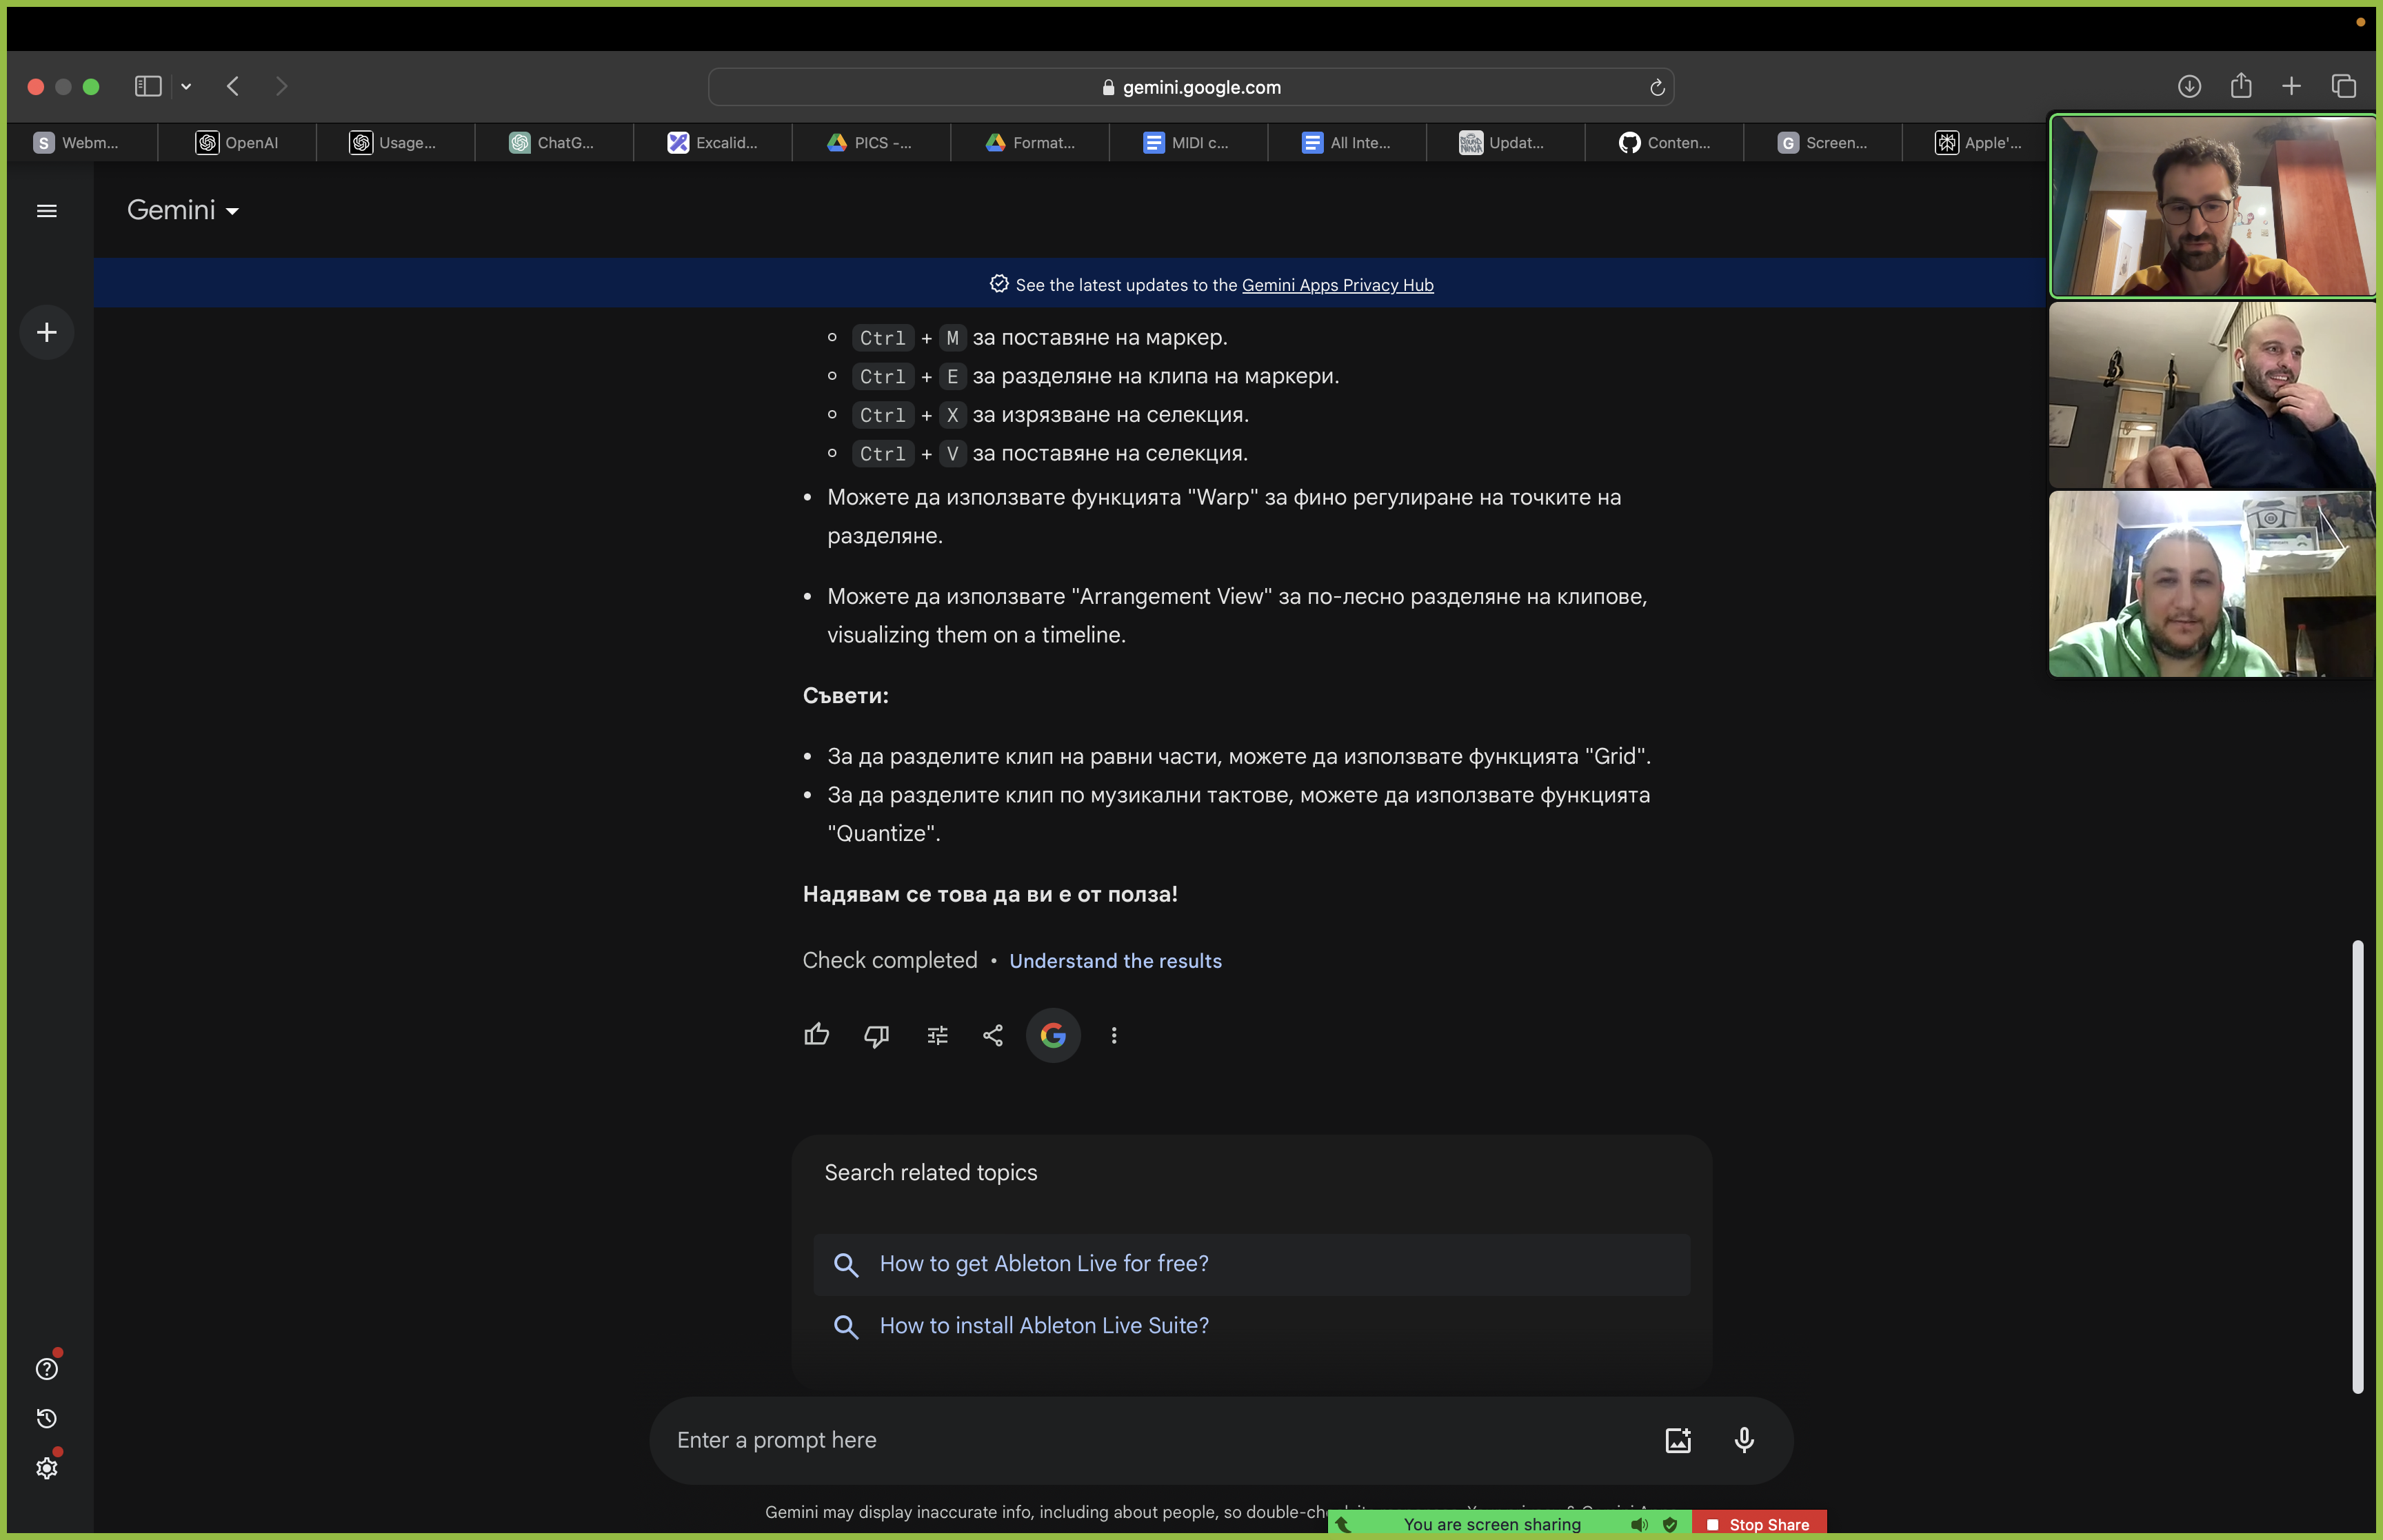 gemini.google.com
Webm...
OpenAI
Usage...
ChatG...
Excalid...
PICS -...
Format...
MIDI c...
All Inte...
Updat...
Conten...
Screen...
Apple'...
Gemini
See the latest updates to the Gemini Apps Privacy Hub
Ctrl + M за поставяне на маркер.
Ctrl + E за разделяне на клипа на маркери.
Ctrl + X за изрязване на селекция.
Ctrl + V за поставяне на селекция.
Можете да използвате функцията "Warp" за фино регулиране на точките на
разделяне.
Можете да използвате "Arrangement View" за по-лесно разделяне на клипове,
visualizing them on a timeline.
Съвети:
За да разделите клип на равни части, можете да използвате функцията "Grid".
За да разделите клип по музикални тактове, можете да използвате функцията
"Quantize".
Надявам се това да ви е от полза!
Check completed • Understand the results
Search related topics
How to get Ableton Live for free?
How to install Ableton Live Suite?
Enter a prompt here
Gemini may display inaccurate info, including about people, so
You are screen sharing
Stop Share